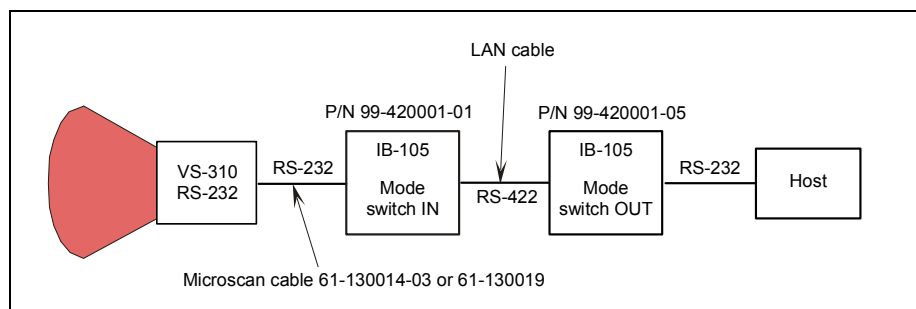 LAN cable
P/N 99-420001-01
P/N 99-420001-05
VS-310
RS-232
RS-232
IB-105
Mode
switch IN
RS-422
IB-105
Mode
switch OUT
RS-232
Host
Microscan cable 61-130014-03 or 61-130019